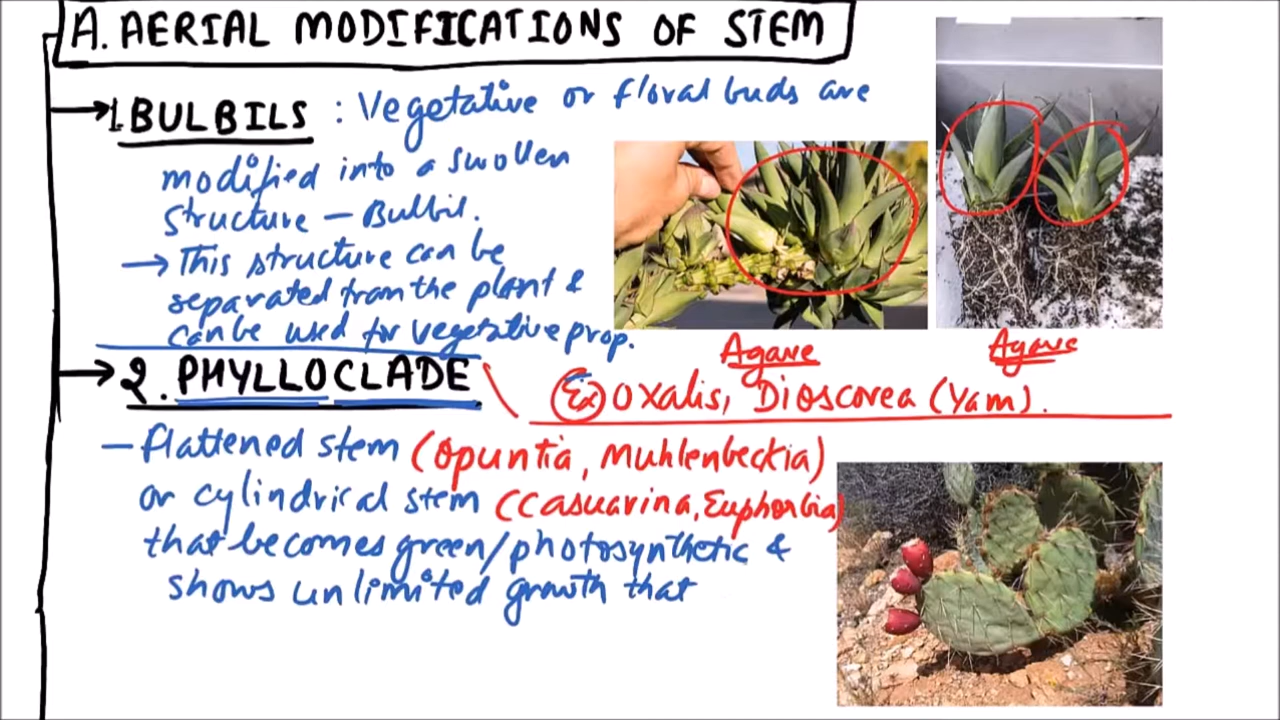 A. AERIAL MODIFICATIONS OF STEM
1. BULBILS : Vegetative or floral buds are
modified into a swollen
structure – Bulbil.
→ This structure can be
separated from the plant &
can be used for vegetative prop.
Agave
Agave
Ex) Oxalis, Dioscorea (Yam).
2. PHYLLOCLADE
– flattened stem (Opuntia, Muhlenbeckia)
or cylindrical stem (Casuarina, Euphorbia)
that becomes green/photosynthetic &
shows unlimited growth that